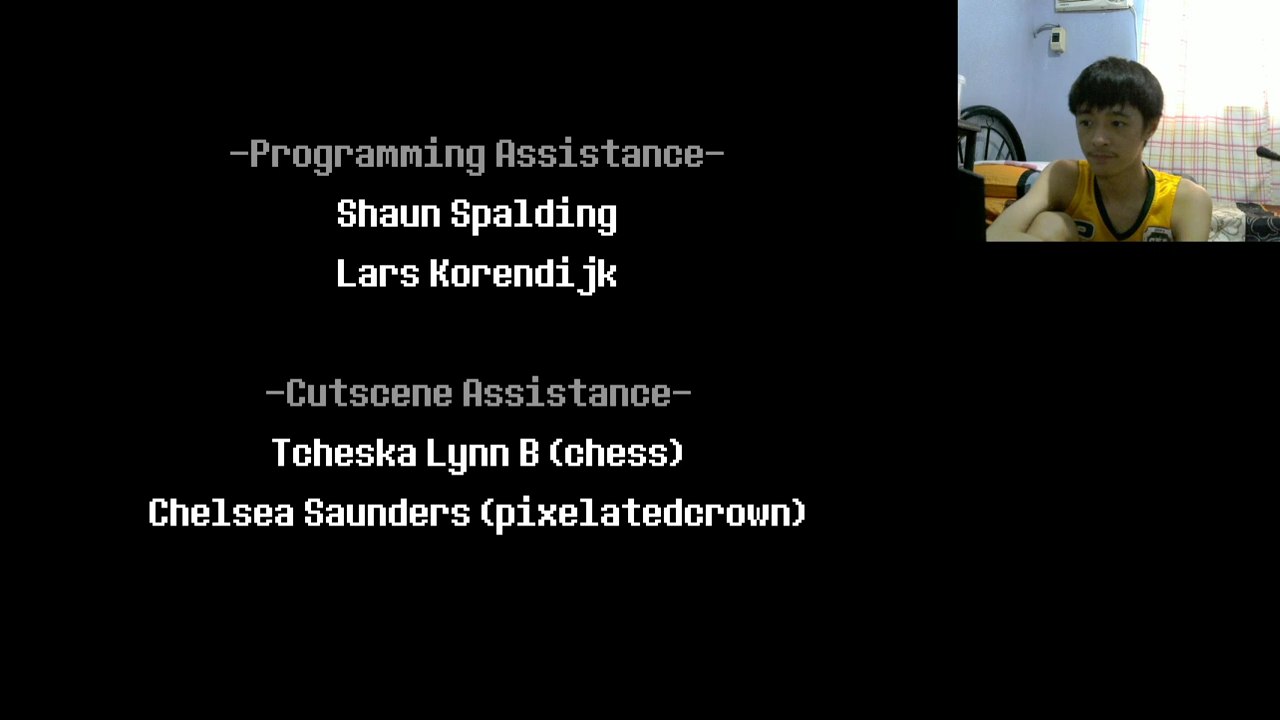 -Programming Assistance-
Shaun Spalding
Lars Korendijk
-Cutscene Assistance-
Tcheska Lynn B (chess)
Chelsea Saunders (pixelatedcrown)